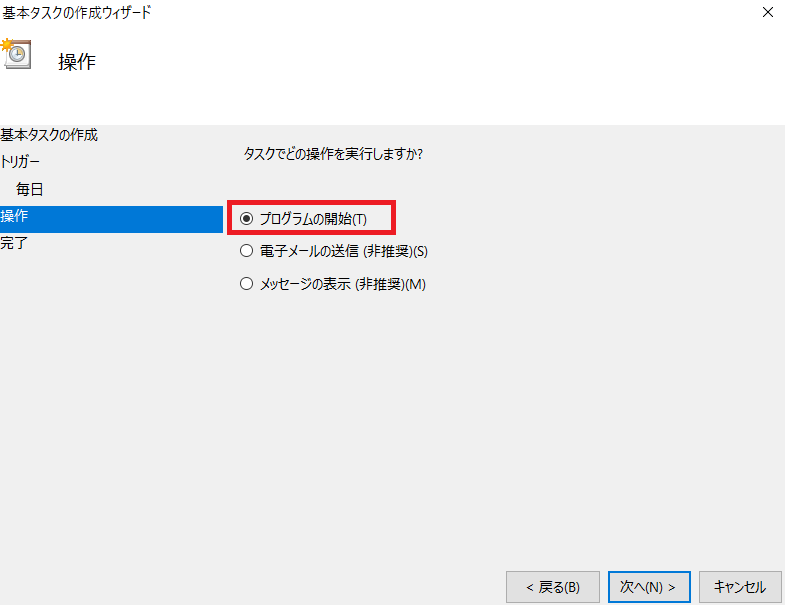 基本タスクの作成ウィザード
操作
基本タスクの作成
トリガー
毎日
操作
完了
タスクでどの操作を実行しますか?
プログラムの開始(T)
電子メールの送信 (非推奨)(S)
メッセージの表示 (非推奨)(M)
< 戻る(B)
次へ(N) >
キャンセル